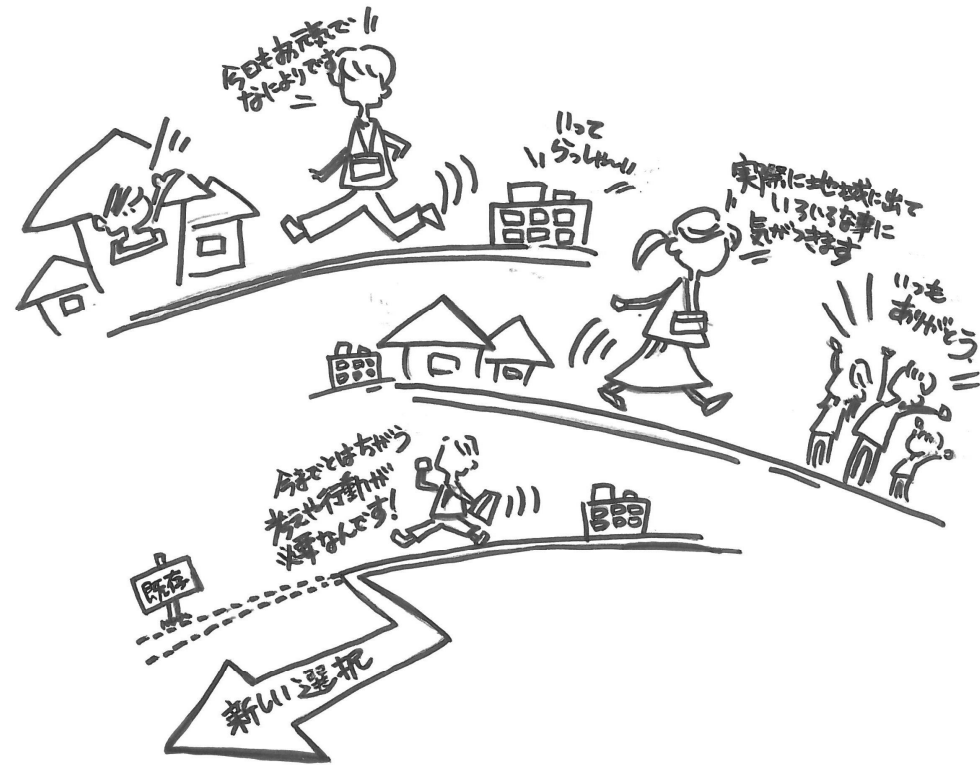 今日もお元気で
なによりです
いって
らっしゃ〜い
実際に地域に出て
いろいろな事に
気がつきます
いつも
ありがとう
今までとはちがう
考えや行動が
必要なんです!
既存
新しい選択